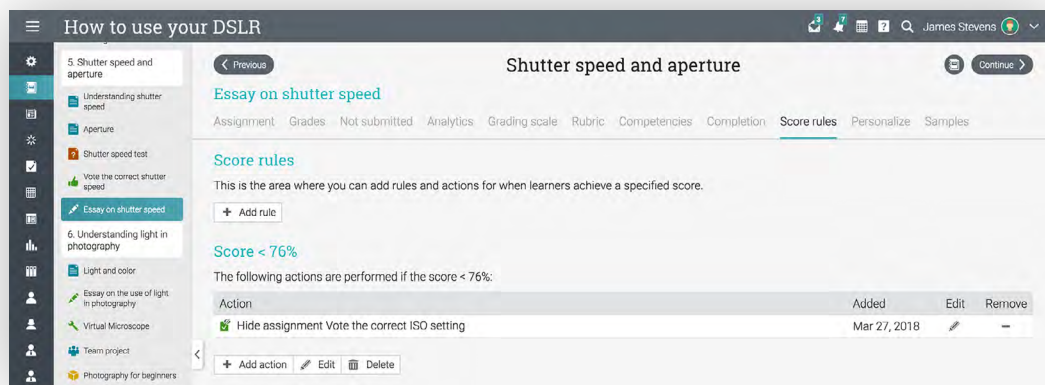 How to use your DSLR
3
7
?
James Stevens
5. Shutter speed and
aperture
Understanding shutter
speed
Aperture
?
Shutter speed test
Vote the correct shutter
speed
Essay on shutter speed
6. Understanding light in
photography
Light and color
Essay on the use of light
in photography
Virtual Microscope
Team project
Photography for beginners
Previous
Shutter speed and aperture
Continue
Essay on shutter speed
Assignment Grades Not submitted Analytics Grading scale Rubric Competencies Completion Score rules Personalize Samples
Score rules
This is the area where you can add rules and actions for when learners achieve a specified score.
+ Add rule
Score < 76%
The following actions are performed if the score < 76%:
Action Added Edit Remove
Hide assignment Vote the correct ISO setting Mar 27, 2018
+ Add action Edit Delete